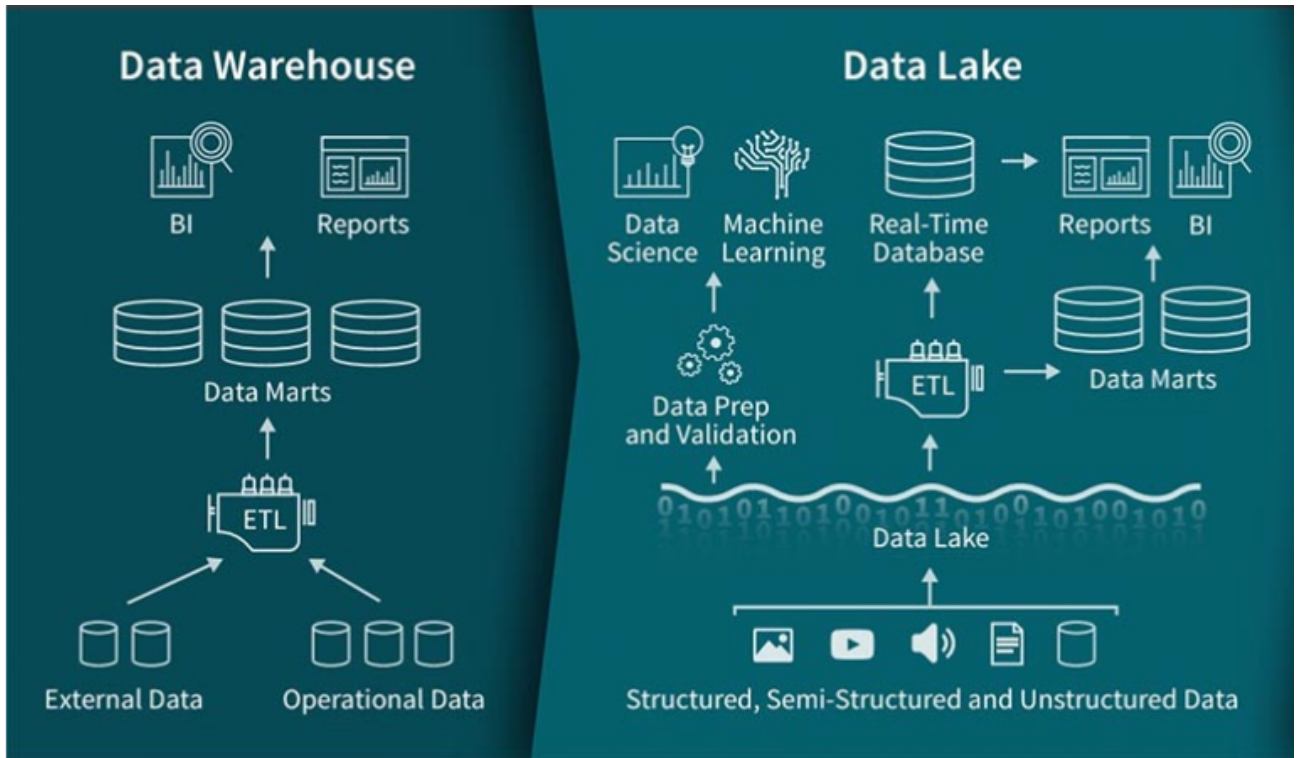 Data Warehouse
BI
Reports
Data Marts
ETL
External Data
Operational Data
Data Lake
Data
Science
Machine
Learning
Real-Time
Database
Reports
BI
Data Prep
and Validation
ETL
Data Marts
Data Lake
Structured, Semi-Structured and Unstructured Data